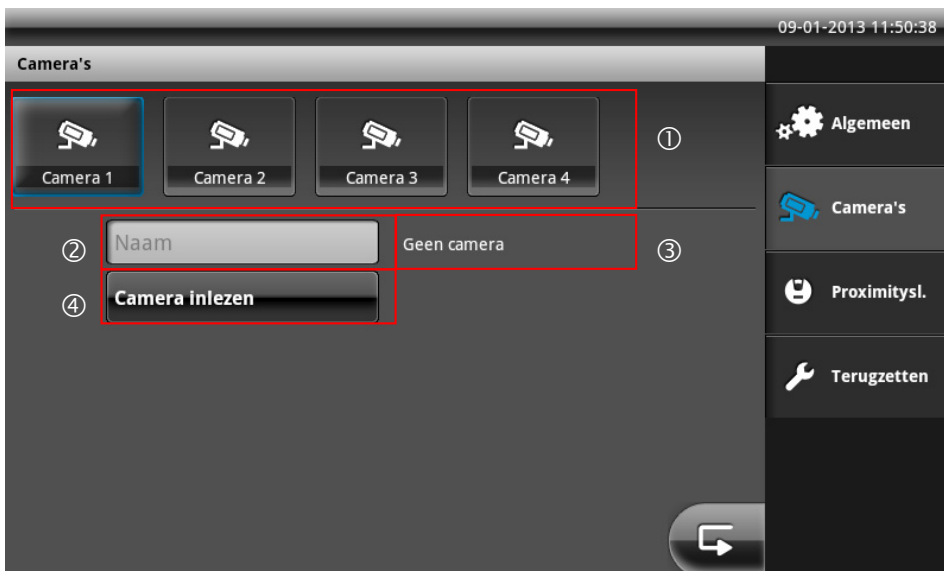 09-01-2013 11:50:38
Camera's
Camera 1
Camera 2
Camera 3
Camera 4
①
② Naam
Geen camera
③
④ Camera inlezen
Algemeen
Camera's
Proximitysl.
Terugzetten